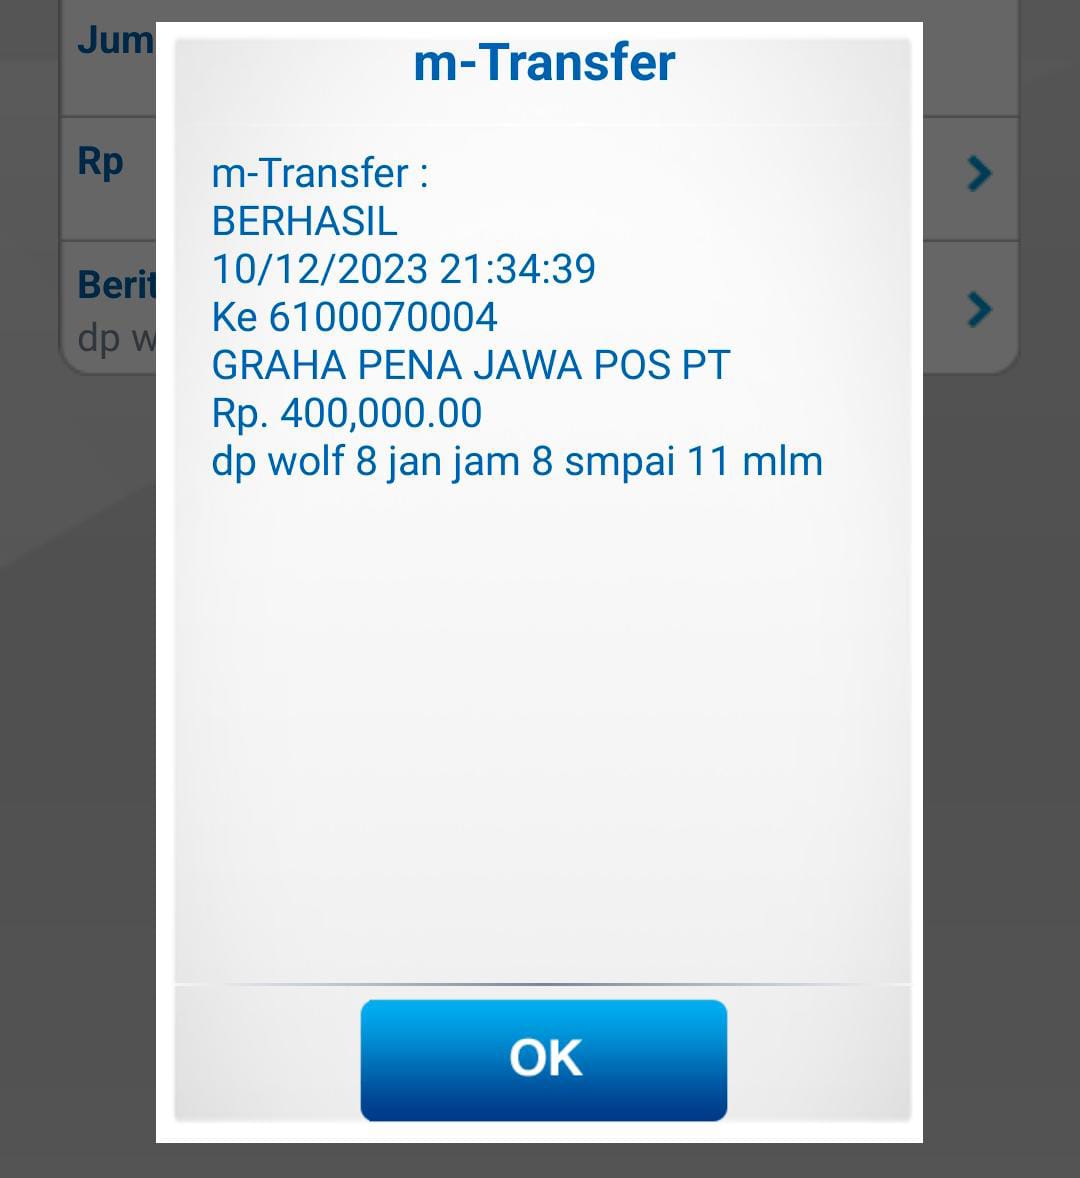 Jum
Rp
Berit
dp w
m-Transfer
m-Transfer :
BERHASIL
10/12/2023 21:34:39
Ke 6100070004
GRAHA PENA JAWA POS PT
Rp. 400,000.00
dp wolf 8 jan jam 8 smpai 11 mlm
OK